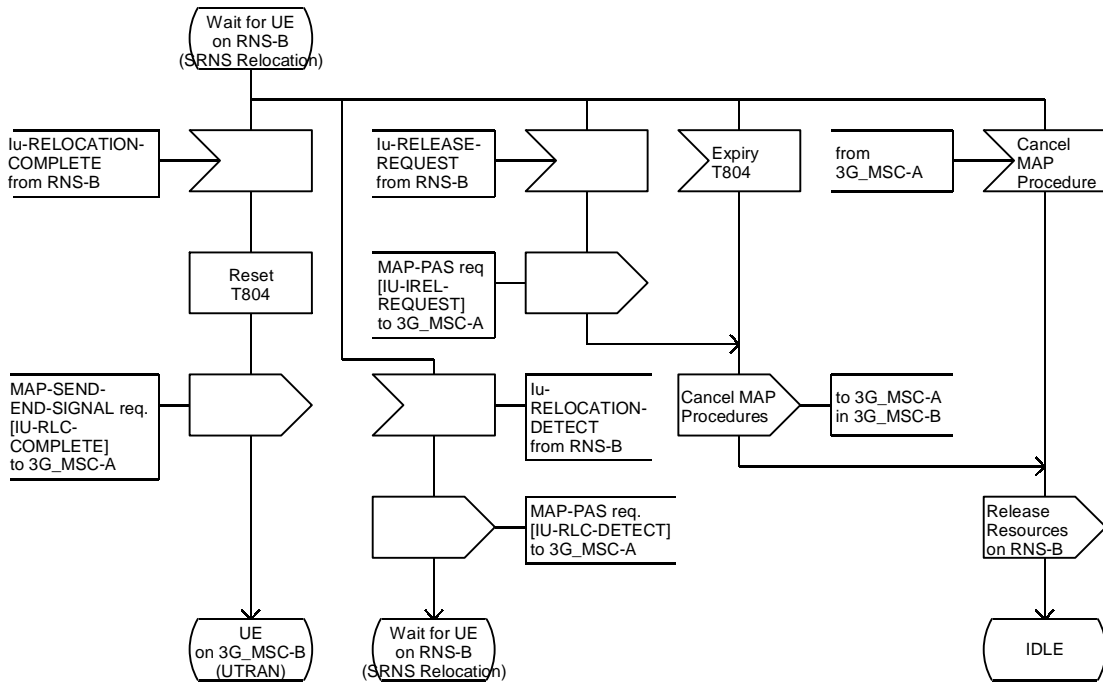 Wait for UE
on RNS-B
(SRNS Relocation)
Iu-RELOCATION-
COMPLETE
from RNS-B
Iu-RELEASE-
REQUEST
from RNS-B
Expiry
T804
from
3G_MSC-A
Cancel
MAP
Procedure
Reset
T804
MAP-PAS req
[IU-IREL-
REQUEST]
to 3G_MSC-A
MAP-SEND-
END-SIGNAL req.
[IU-RLC-
COMPLETE]
to 3G_MSC-A
Iu-
RELOCATION-
DETECT
from RNS-B
Cancel MAP
Procedures
to 3G_MSC-A
in 3G_MSC-B
MAP-PAS req.
[IU-RLC-DETECT]
to 3G_MSC-A
Release
Resources
on RNS-B
UE
on 3G_MSC-B
(UTRAN)
Wait for UE
on RNS-B
(SRNS Relocation)
IDLE